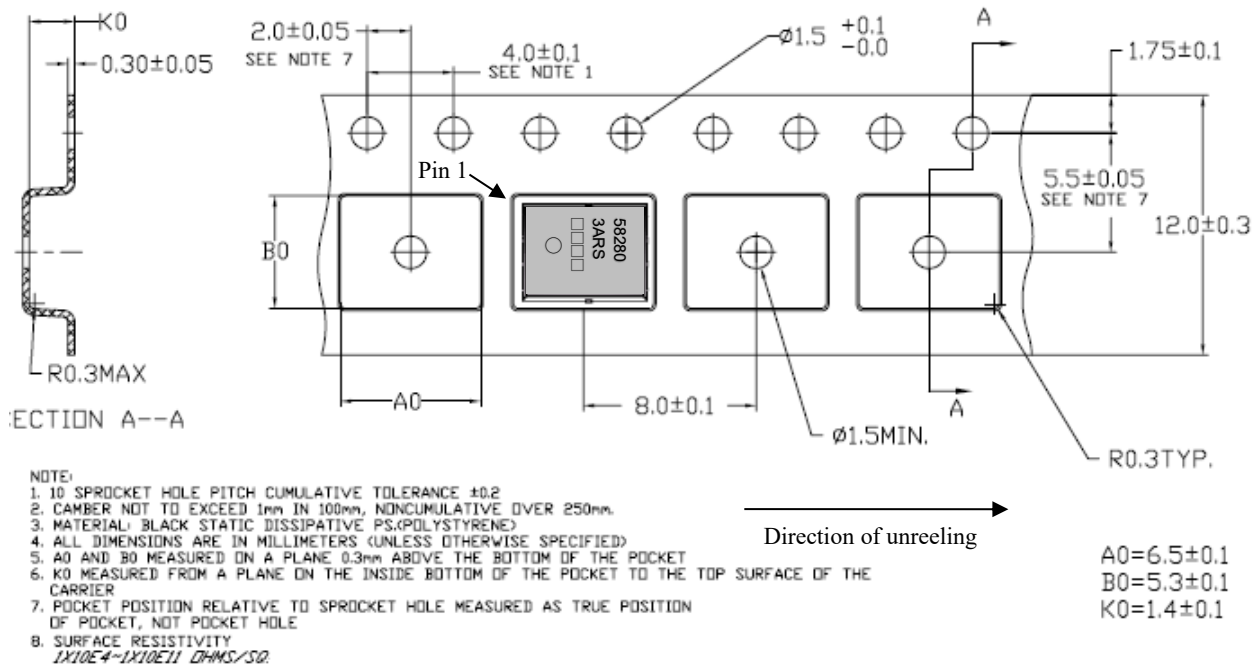 K0
0.30±0.05
2.0±0.05
SEE NOTE 7
4.0±0.1
SEE NOTE 1
ø1.5 +0.1 -0.0
A
1.75±0.1
Pin 1
5.5±0.05
SEE NOTE 7
12.0±0.3
B0
58280
3ARS
R0.3MAX
A0
8.0±0.1
A
ECTION A--A
ø1.5MIN.
R0.3TYP.
NOTE:
1. 10 SPROCKET HOLE PITCH CUMULATIVE TOLERANCE ±0.2
2. CAMBER NOT TO EXCEED 1mm IN 100mm, NONCUMULATIVE OVER 250mm.
3. MATERIAL: BLACK STATIC DISSIPATIVE PS.(POLYSTYRENE)
4. ALL DIMENSIONS ARE IN MILLIMETERS (UNLESS OTHERWISE SPECIFIED)
5. A0 AND B0 MEASURED ON A PLANE 0.3mm ABOVE THE BOTTOM OF THE POCKET
6. K0 MEASURED FROM A PLANE ON THE INSIDE BOTTOM OF THE POCKET TO THE TOP SURFACE OF THE
CARRIER
7. POCKET POSITION RELATIVE TO SPROCKET HOLE MEASURED AS TRUE POSITION
OF POCKET, NOT POCKET HOLE
8. SURFACE RESISTIVITY
1X10E4~1X10E11 OHMS/SQ.
Direction of unreeling
A0=6.5±0.1
B0=5.3±0.1
K0=1.4±0.1